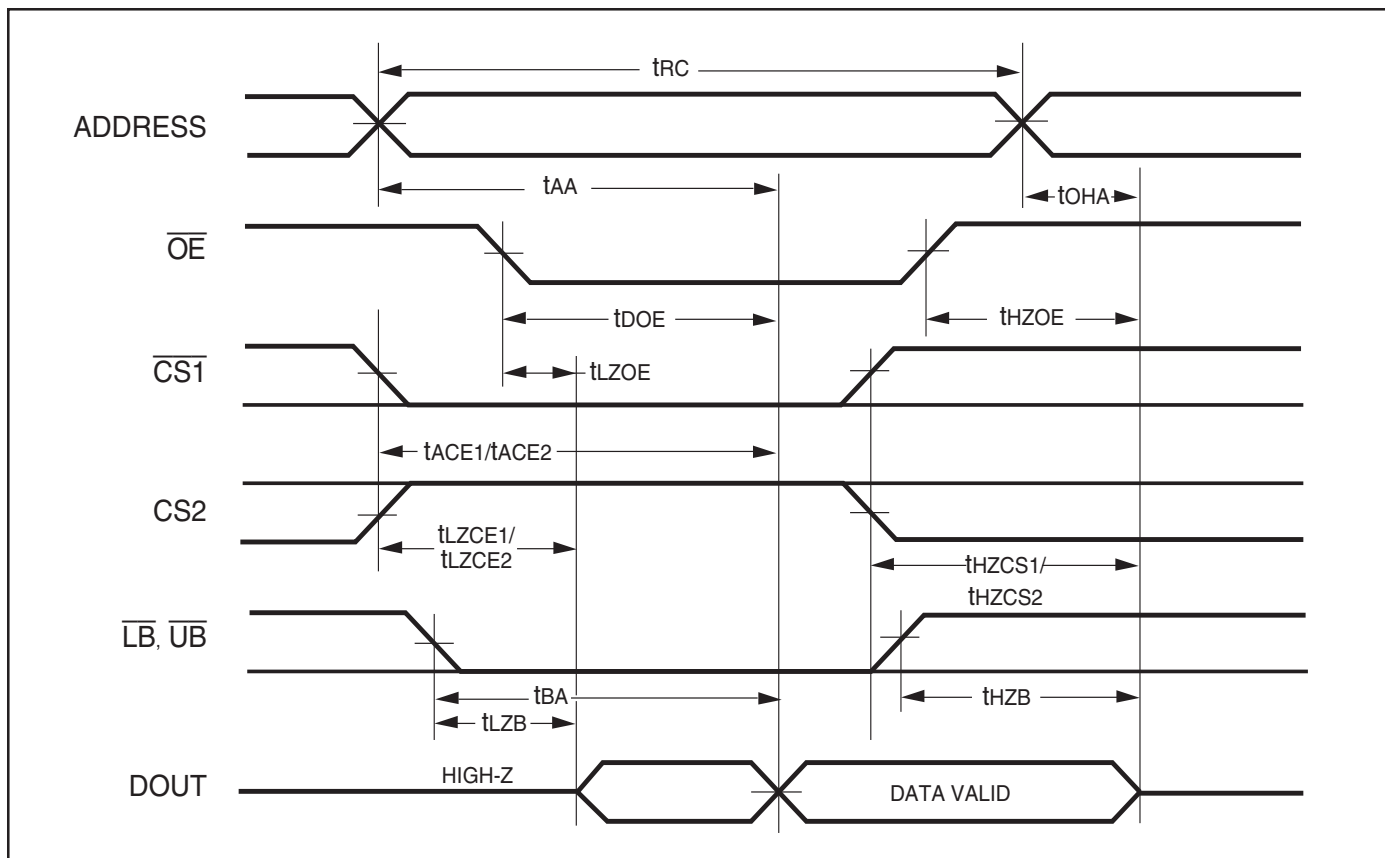 tRC
ADDRESS
tAA
tOHA
OE
tDOE
tHZOE
CS1
tLZOE
tACE1/tACE2
CS2
tLZCE1/
tLZCE2
tHZCS1/
tHZCS2
LB, UB
tBA
tHZB
tLZB
HIGH-Z
DOUT
DATA VALID